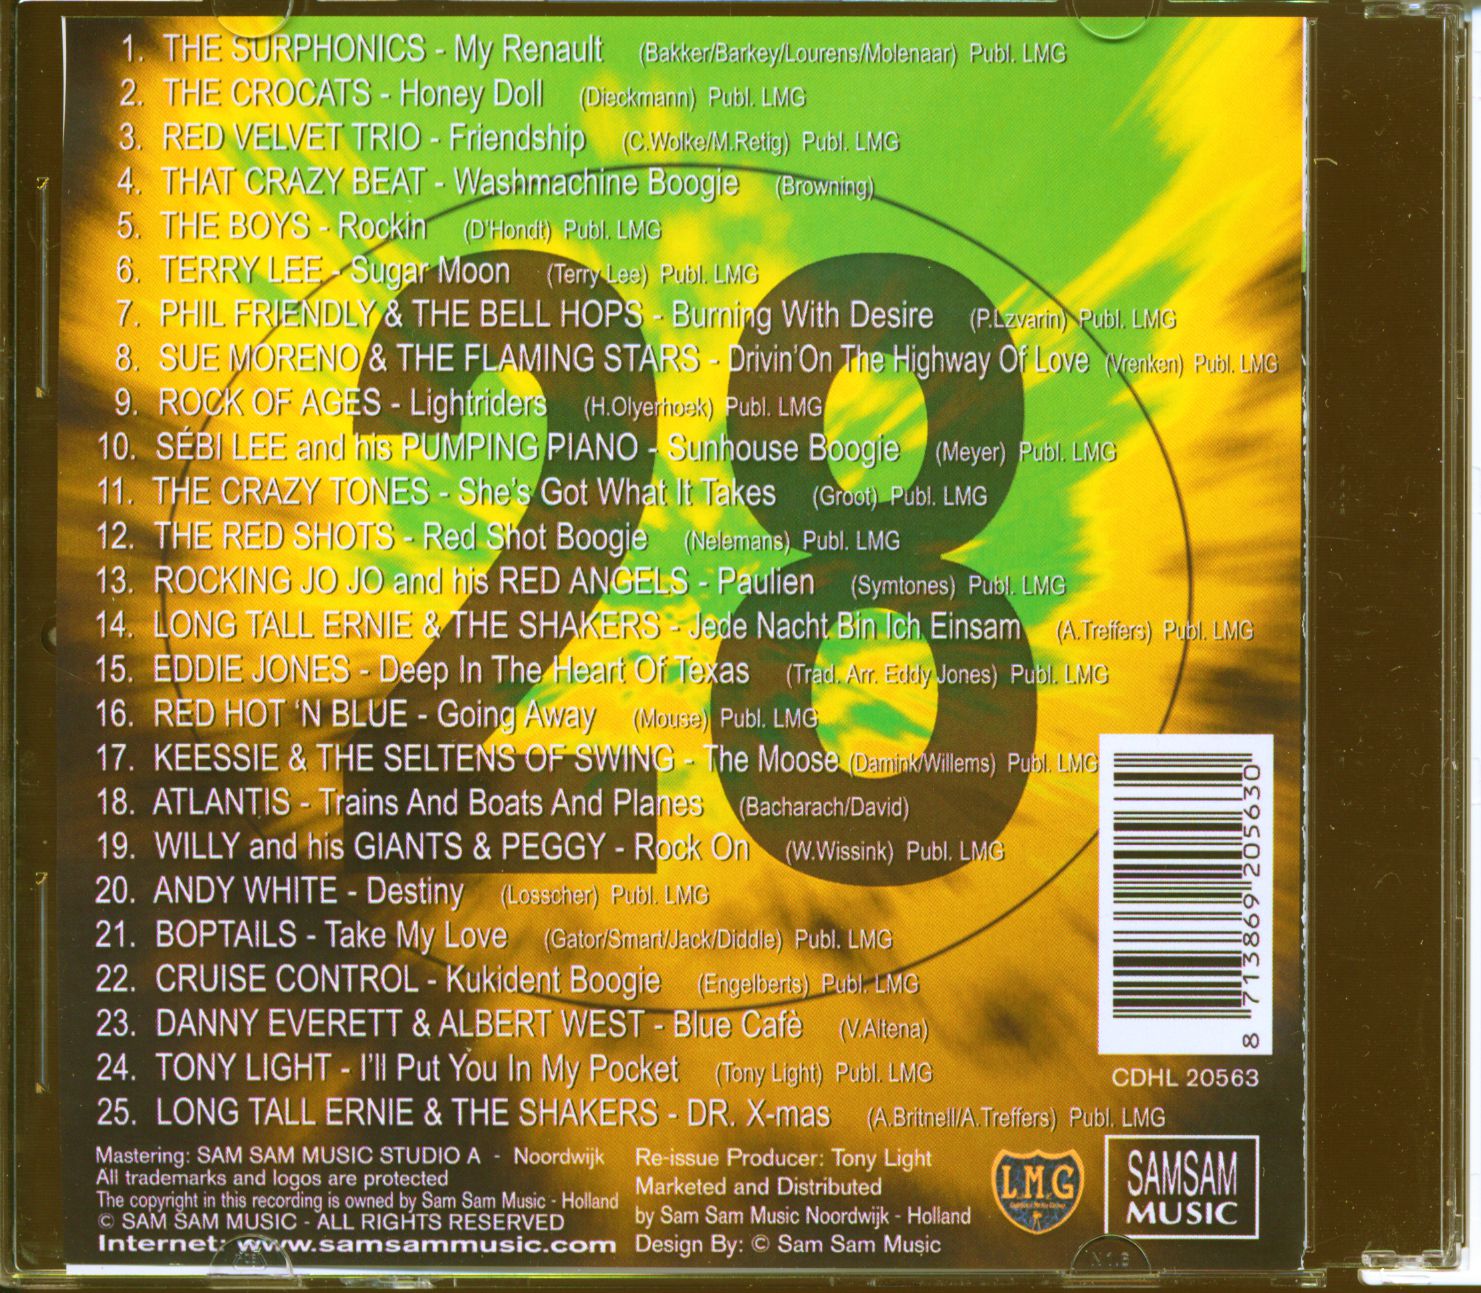 1. THE SURPHONICS - My Renault (Bakker/Barkey/Lourens/Molenaar) Publ. LMG
2. THE CROCATS - Honey Doll (Dieckmann) Publ. LMG
3. RED VELVET TRIO - Friendship (C.Wolke/M.Retig) Publ. LMG
4. THAT CRAZY BEAT - Washmachine Boogie (Browning)
5. THE BOYS - Rockin (D'Hondt) Publ. LMG
6. TERRY LEE - Sugar Moon (Terry Lee) Publ. LMG
7. PHIL FRIENDLY & THE BELL HOPS - Burning With Desire (P.Lzvarin) Publ. LMG
8. SUE MORENO & THE FLAMING STARS - Drivin'On The Highway Of Love (Vrenken) Publ. LMG
9. ROCK OF AGES - Lightriders (H.Olyerhoek) Publ. LMG
10. SÉBI LEE and his PUMPING PIANO - Sunhouse Boogie (Meyer) Publ. LMG
11. THE CRAZY TONES - She's Got What It Takes (Groot) Publ. LMG
12. THE RED SHOTS - Red Shot Boogie (Nelemans) Publ. LMG
13. ROCKING JO JO and his RED ANGELS - Paulien (Symtones) Publ. LMG
14. LONG TALL ERNIE & THE SHAKERS - Jede Nacht Bin Ich Einsam (A.Treffers) Publ. LMG
15. EDDIE JONES - Deep In The Heart Of Texas (Trad. Arr. Eddy Jones) Publ. LMG
16. RED HOT 'N BLUE - Going Away (Mouse) Publ. LMG
17. KEESSIE & THE SELTENS OF SWING - The Moose (Damink/Willems) Publ. LMG
18. ATLANTIS - Trains And Boats And Planes (Bacharach/David)
19. WILLY and his GIANTS & PEGGY - Rock On (W.Wissink) Publ. LMG
20. ANDY WHITE - Destiny (Losscher) Publ. LMG
21. BOPTAILS - Take My Love (Gator/Smart/Jack/Diddle) Publ. LMG
22. CRUISE CONTROL - Kukident Boogie (Engelberts) Publ. LMG
23. DANNY EVERETT & ALBERT WEST - Blue Cafè (V.Altena)
24. TONY LIGHT - I'll Put You In My Pocket (Tony Light) Publ. LMG
25. LONG TALL ERNIE & THE SHAKERS - DR. X-mas (A.Britnell/A.Treffers) Publ. LMG
28
8 713869 205630
CDHL 20563
Mastering: SAM SAM MUSIC STUDIO A - Noordwijk
All trademarks and logos are protected
The copyright in this recording is owned by Sam Sam Music - Holland
© SAM SAM MUSIC - ALL RIGHTS RESERVED
Internet: www.samsammusic.com
Re-issue Producer: Tony Light
Marketed and Distributed
by Sam Sam Music Noordwijk - Holland
Design By: © Sam Sam Music
LMG
SAMSAM
MUSIC